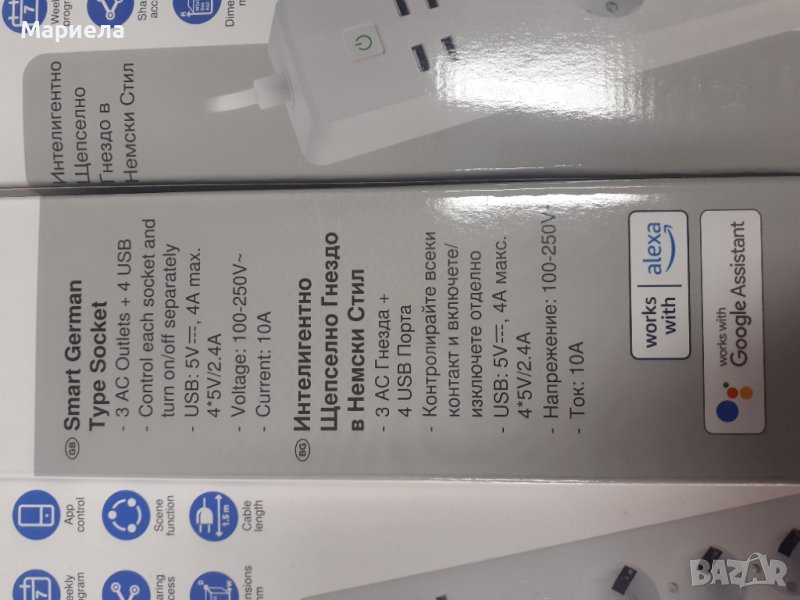 Мариела
Интелигентно
Щепселно
Гнездо в
Немски Стил
GB Smart German
Type Socket
- 3 AC Outlets + 4 USB
- Control each socket and
turn on/off separately
- USB: 5V⎓, 4A max.
4*5V/2.4A
- Voltage: 100-250V~
- Current: 10A
BG Интелигентно
Щепселно Гнездо
в Немски Стил
- 3 AC Гнезда +
4 USB Порта
- Контролирайте всеки
контакт и включете/
изключете отделно
- USB: 5V⎓, 4A макс.
4*5V/2.4A
- Напрежение: 100-250V~
- Ток: 10A
works
with
alexa
works with
Google Assistant
App
control
Scene
function
1.5 m
Cable
length
7
7
BAZAR